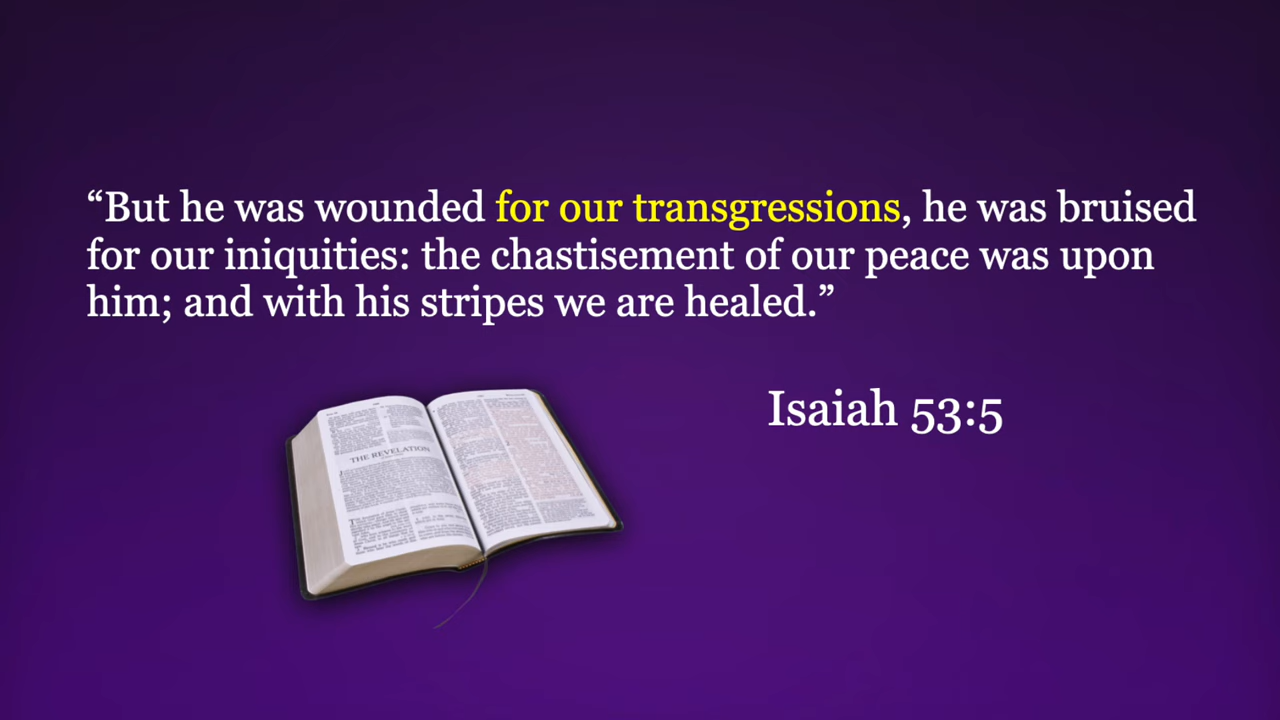 “But he was wounded for our transgressions, he was bruised
for our iniquities: the chastisement of our peace was upon
him; and with his stripes we are healed.”
Isaiah 53:5
THE REVELATION